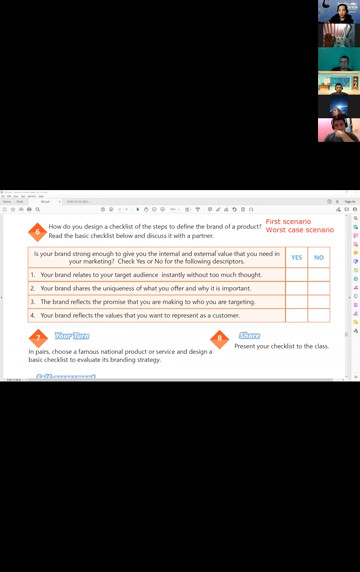 6
How do you design a checklist of the steps to define the brand of a product?
Read the basic checklist below and discuss it with a partner.
First scenario
Worst case scenario
Is your brand strong enough to give you the internal and external value that you need in your marketing? Check Yes or No for the following descriptors.
YES NO
1. Your brand relates to your target audience instantly without too much thought.
2. Your brand shares the uniqueness of what you offer and why it is important.
3. The brand reflects the promise that you are making to who you are targeting.
4. Your brand reflects the values that you want to represent as a customer.
7 Your Turn
In pairs, choose a famous national product or service and design a
basic checklist to evaluate its branding strategy.
8 Share
Present your checklist to the class.
Self-assessment